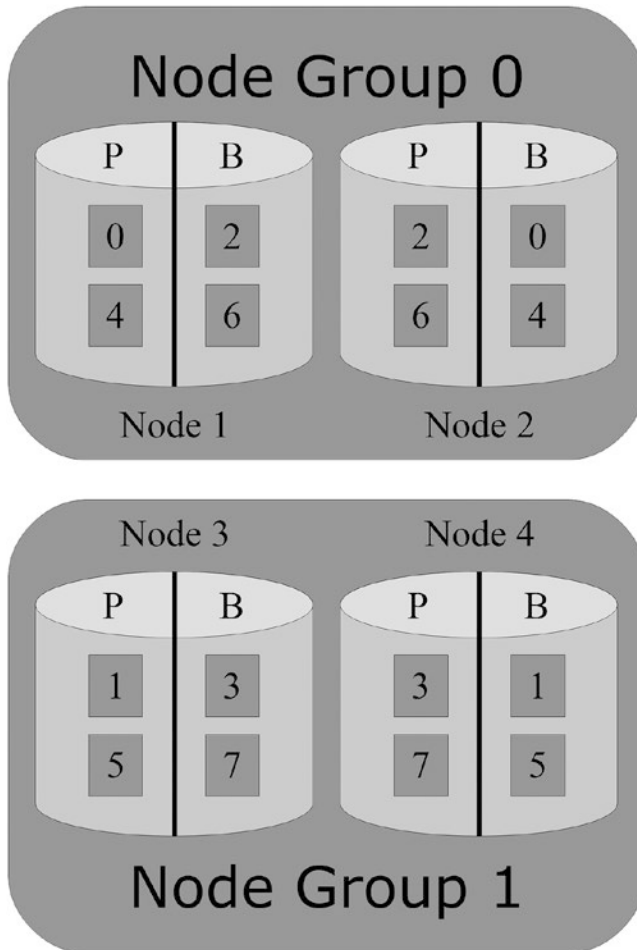 Node Group 0
P B P B
0 2 2 0
4 6 6 4
Node 1 Node 2
Node 3 Node 4
P B P B
1 3 3 1
5 7 7 5
Node Group 1